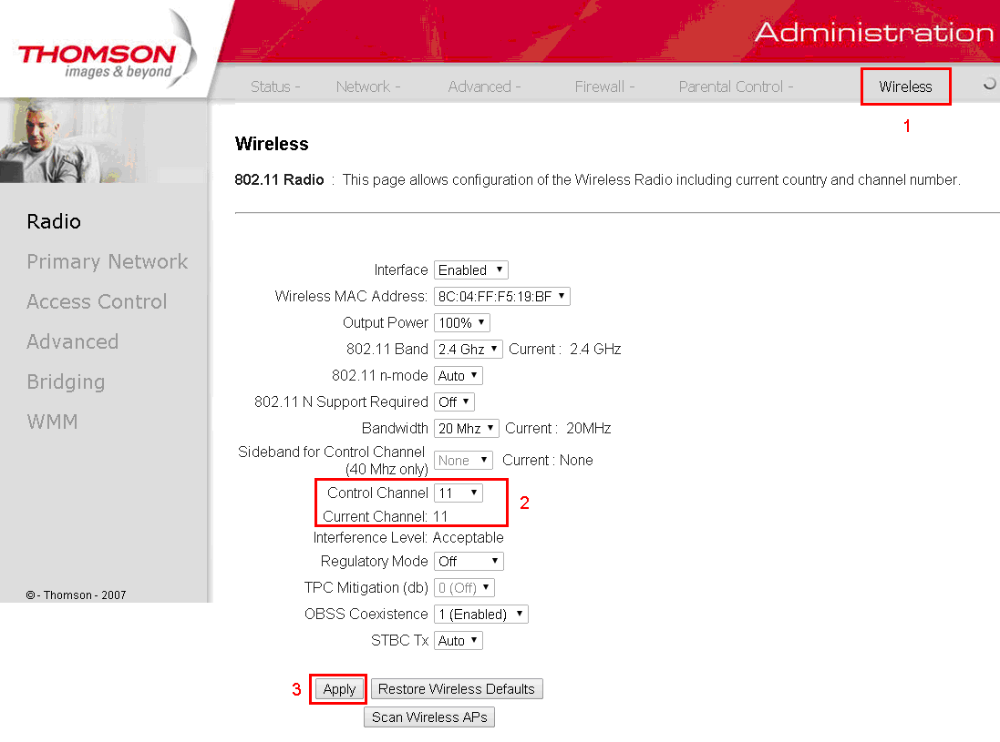 THOMSON
images & beyond
Administration
Status - Network - Advanced - Firewall - Parental Control - Wireless
1
Wireless
802.11 Radio : This page allows configuration of the Wireless Radio including current country and channel number.
Radio
Primary Network
Access Control
Advanced
Bridging
WMM
© - Thomson - 2007
Interface Enabled
Wireless MAC Address: 8C:04:FF:F5:19:BF
Output Power 100%
802.11 Band 2.4 Ghz Current : 2.4 GHz
802.11 n-mode Auto
802.11 N Support Required Off
Bandwidth 20 Mhz Current : 20MHz
Sideband for Control Channel
(40 Mhz only) None Current : None
Control Channel 11
2
Current Channel: 11
Interference Level: Acceptable
Regulatory Mode Off
TPC Mitigation (db) 0 (Off)
OBSS Coexistence 1 (Enabled)
STBC Tx Auto
3 Apply Restore Wireless Defaults
Scan Wireless APs